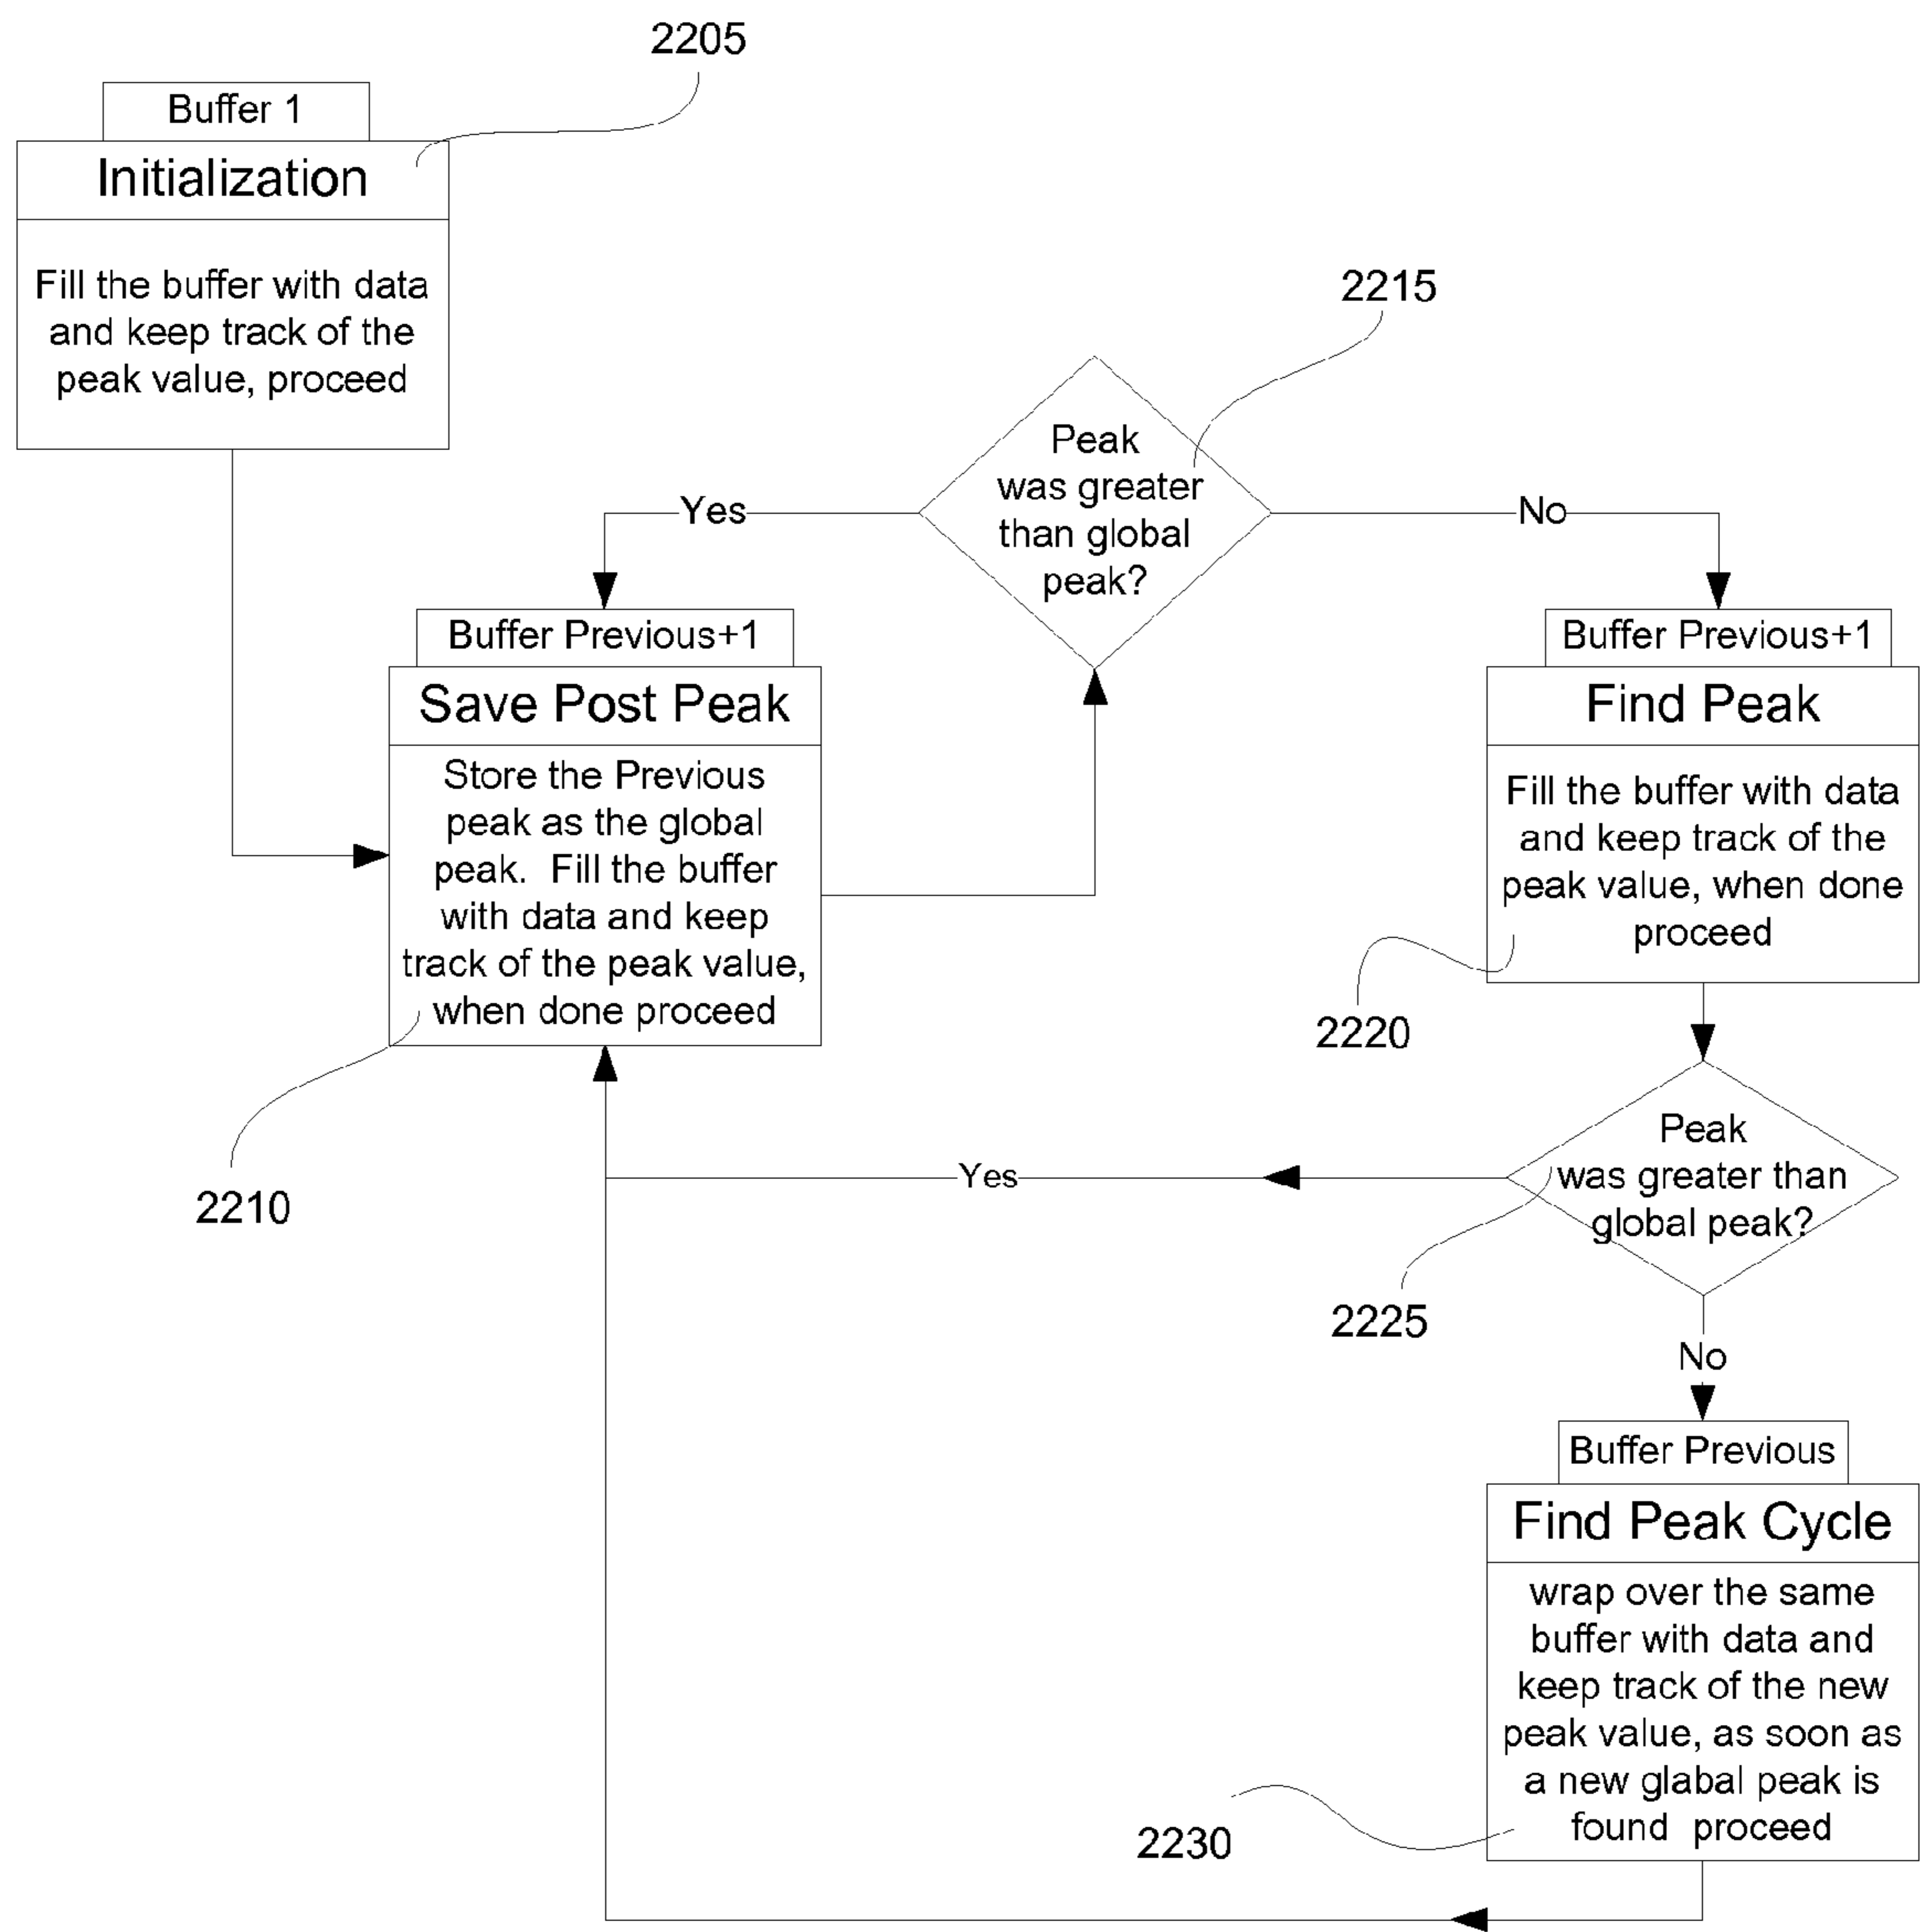 2205
Buffer 1
Initialization
Fill the buffer with data
and keep track of the
peak value, proceed
2215
Peak
was greater
than global
peak?
Yes
No
Buffer Previous+1
Save Post Peak
Store the Previous
peak as the global
peak. Fill the buffer
with data and keep
track of the peak value,
when done proceed
2210
Buffer Previous+1
Find Peak
Fill the buffer with data
and keep track of the
peak value, when done
proceed
2220
Peak
was greater than
global peak?
Yes
2225
No
Buffer Previous
Find Peak Cycle
wrap over the same
buffer with data and
keep track of the new
peak value, as soon as
a new glabal peak is
found proceed
2230